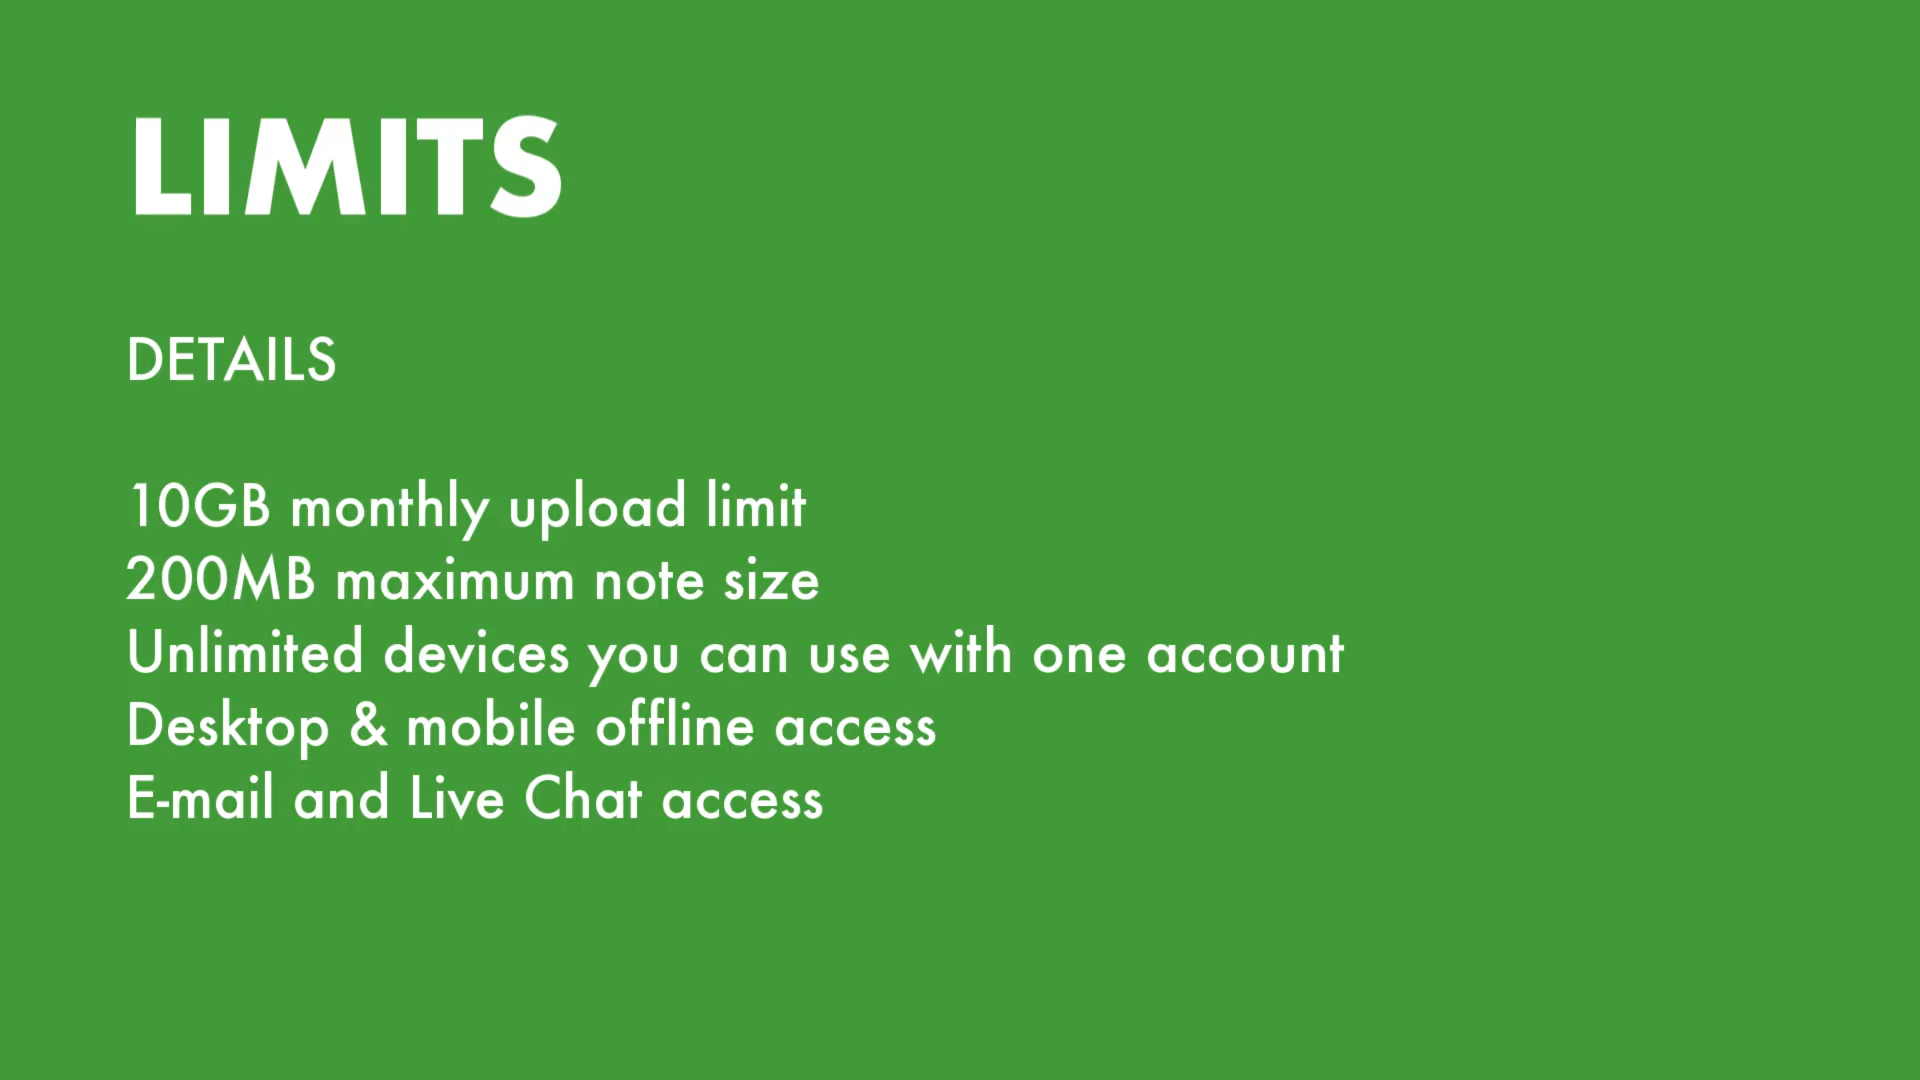 LIMITS
DETAILS
10GB monthly upload limit
200MB maximum note size
Unlimited devices you can use with one account
Desktop & mobile offline access
E-mail and Live Chat access